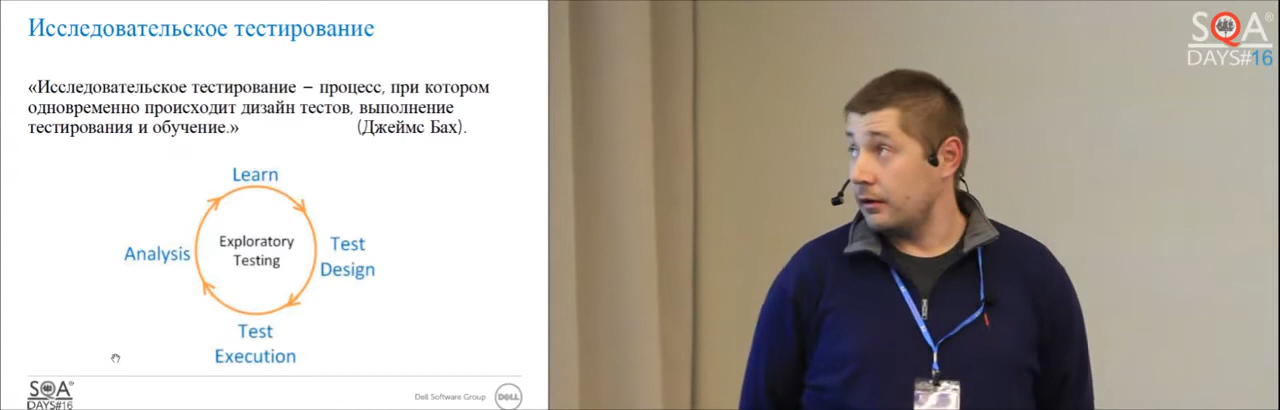 Исследовательское тестирование
«Исследовательское тестирование – процесс, при котором
одновременно происходит дизайн тестов, выполнение
тестирования и обучение.» (Джеймс Бах).
Learn
Analysis
Exploratory
Testing
Test
Design
Test
Execution
SQA®
DAYS#16
Dell Software Group
DELL
SQA®
DAYS#16